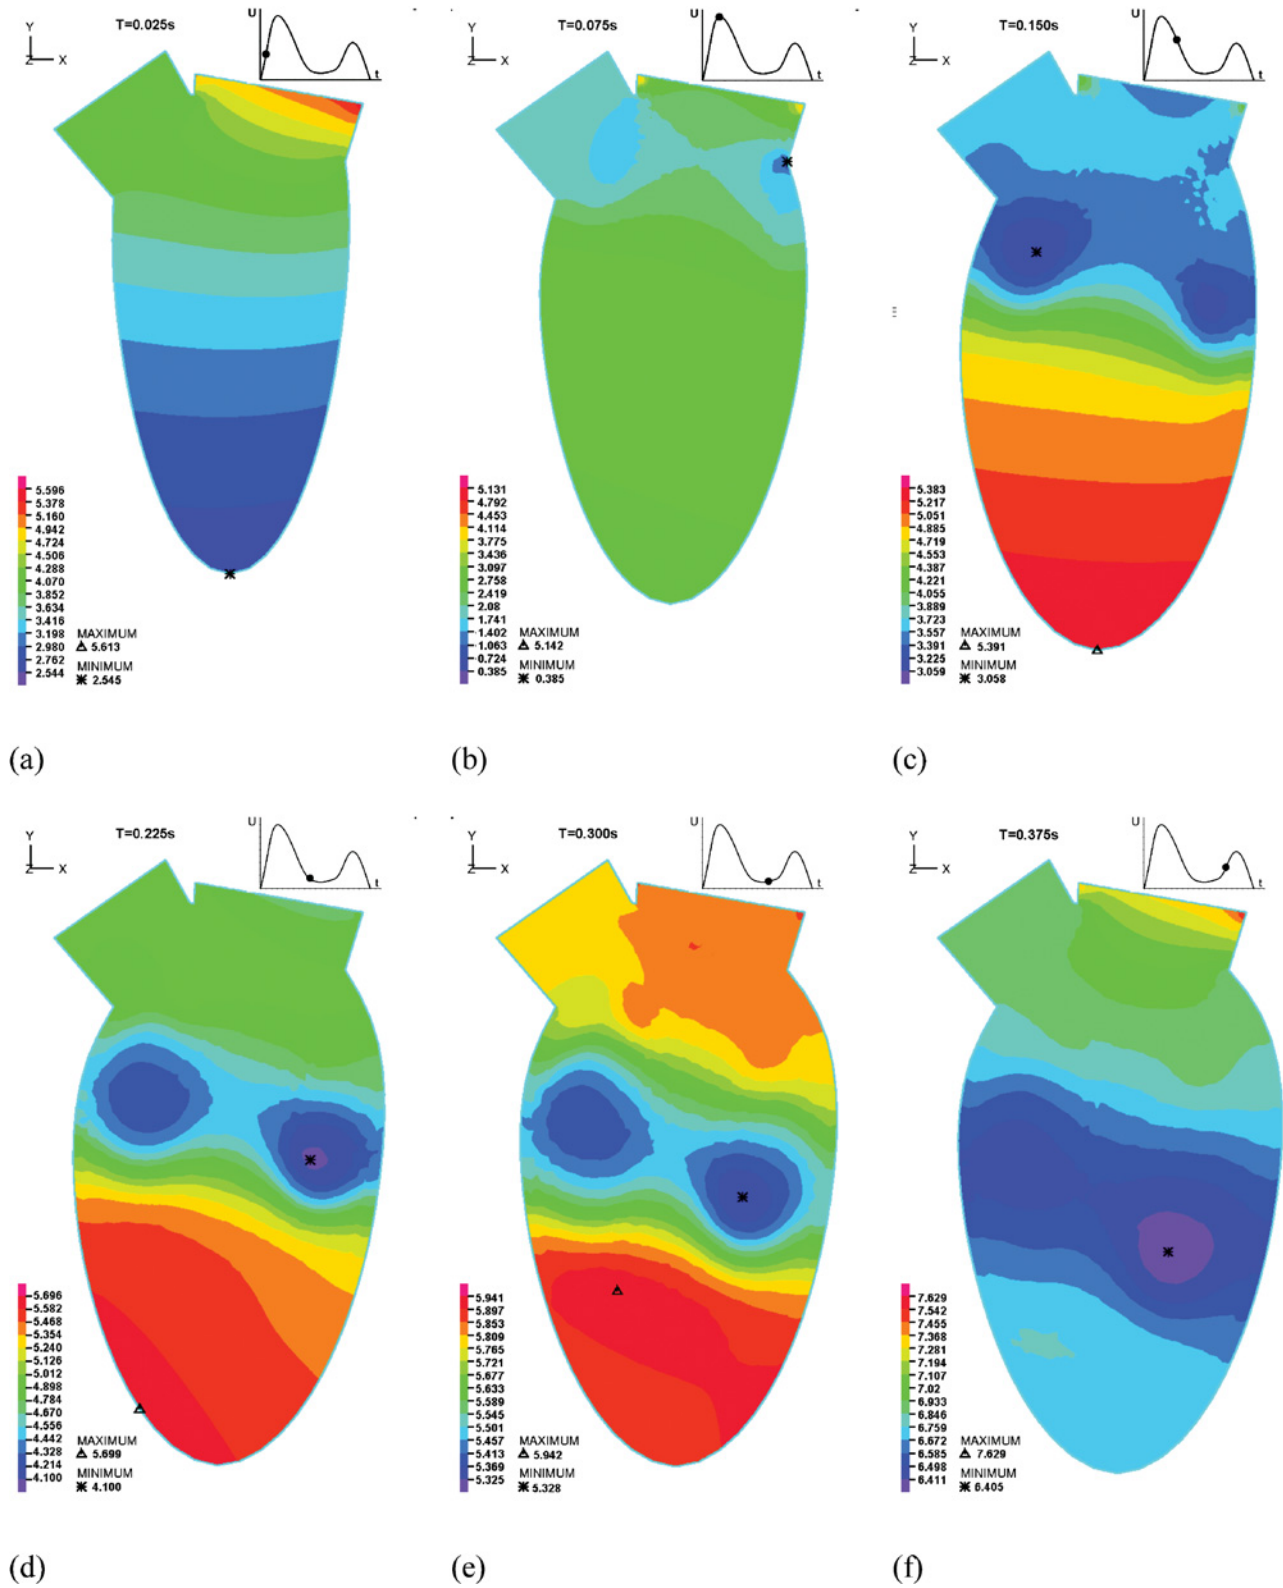 Y
Z X
T=0.025s
U
t
5.596
5.378
5.160
4.942
4.724
4.506
4.288
4.070
3.852
3.634
3.416
3.198
2.980
2.762
2.544
MAXIMUM
5.613
MINIMUM
2.545
(a)
Y
Z X
T=0.075s
U
t
5.131
4.792
4.453
4.114
3.775
3.436
3.097
2.758
2.419
2.08
1.741
1.402
1.063
0.724
0.385
MAXIMUM
5.142
MINIMUM
0.385
(b)
Y
Z X
T=0.150s
U
t
5.383
5.217
5.051
4.885
4.719
4.553
4.387
4.221
4.055
3.889
3.723
3.557
3.391
3.225
3.059
MAXIMUM
5.391
MINIMUM
3.058
(c)
Y
Z X
T=0.225s
U
t
5.696
5.582
5.468
5.354
5.240
5.126
5.012
4.898
4.784
4.670
4.556
4.442
4.328
4.214
4.100
MAXIMUM
5.699
MINIMUM
4.100
(d)
Y
Z X
T=0.300s
U
t
5.941
5.897
5.853
5.809
5.765
5.721
5.677
5.633
5.589
5.545
5.501
5.457
5.413
5.369
5.325
MAXIMUM
5.942
MINIMUM
5.328
(e)
Y
Z X
T=0.375s
U
t
7.629
7.542
7.455
7.368
7.281
7.194
7.107
7.02
6.933
6.846
6.759
6.672
6.585
6.498
6.411
MAXIMUM
7.629
MINIMUM
6.405
(f)